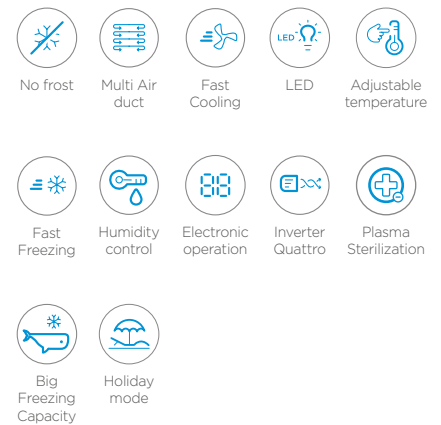 LED
No frost
Multi Air
duct
Fast
Cooling
LED
Adjustable
temperature
Fast
Freezing
Humidity
control
Electronic
operation
Inverter
Quattro
Plasma
Sterilization
Big
Freezing
Capacity
Holiday
mode